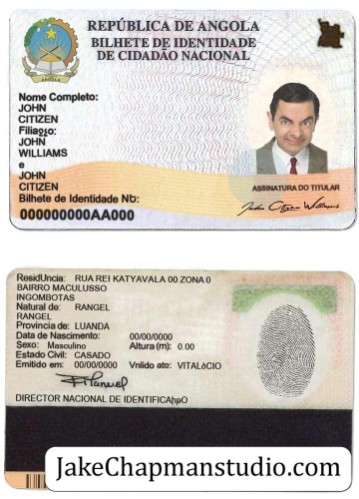 REPÚBLICA DE ANGOLA
BILHETE DE IDENTIDADE
DE CIDADÃO NACIONAL
ANGOLA
Nome Completo:
JOHN
CITIZEN
Filiação:
JOHN
WILLIAMS
e
JOHN
CITIZEN
Bilhete de Identidade Nº:
000000000AA000
ASSINATURA DO TITULAR
John Citizen Williams
ResidUncia: RUA REI KATYAVALA 00 ZONA 0
BAIRRO MACULUSSO
INGOMBOTAS
Natural de: RANGEL
RANGEL
Provincia de: LUANDA
Data de Nascimento: 00/00/0000
Sexo: Masculino Altura (m): 0.00
Estado Civil: CASADO
Emitido em: 00/00/0000 Vnlido ato: VITALóCIO
DIRECTOR NACIONAL DE IDENTIFICAhpO
JakeChapmanstudio.com